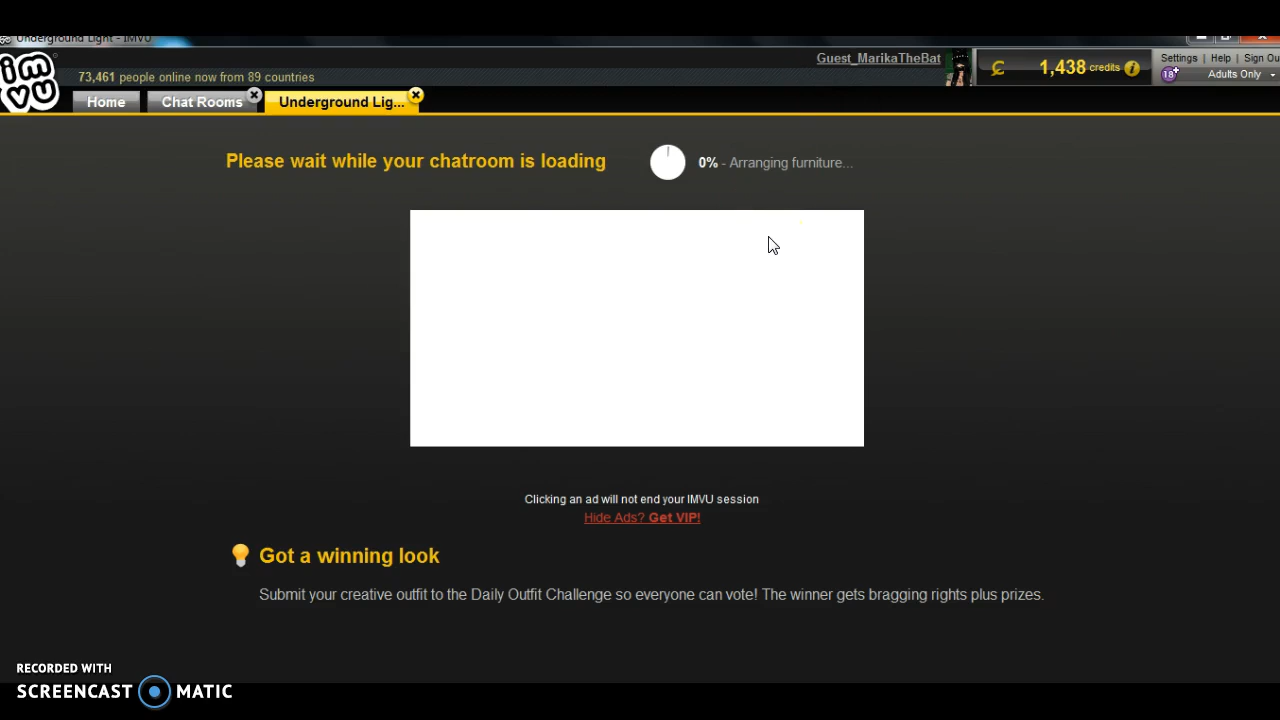 Underground Light - IMVU
imvu
73,461 people online now from 89 countries
Guest_MarikaTheBat
1,438 credits
Settings | Help | Sign Ou
18+ Adults Only
Home
Chat Rooms
Underground Lig...
Please wait while your chatroom is loading
0% - Arranging furniture...
Clicking an ad will not end your IMVU session
Hide Ads? Get VIP!
Got a winning look
Submit your creative outfit to the Daily Outfit Challenge so everyone can vote! The winner gets bragging rights plus prizes.
RECORDED WITH
SCREENCAST MATIC